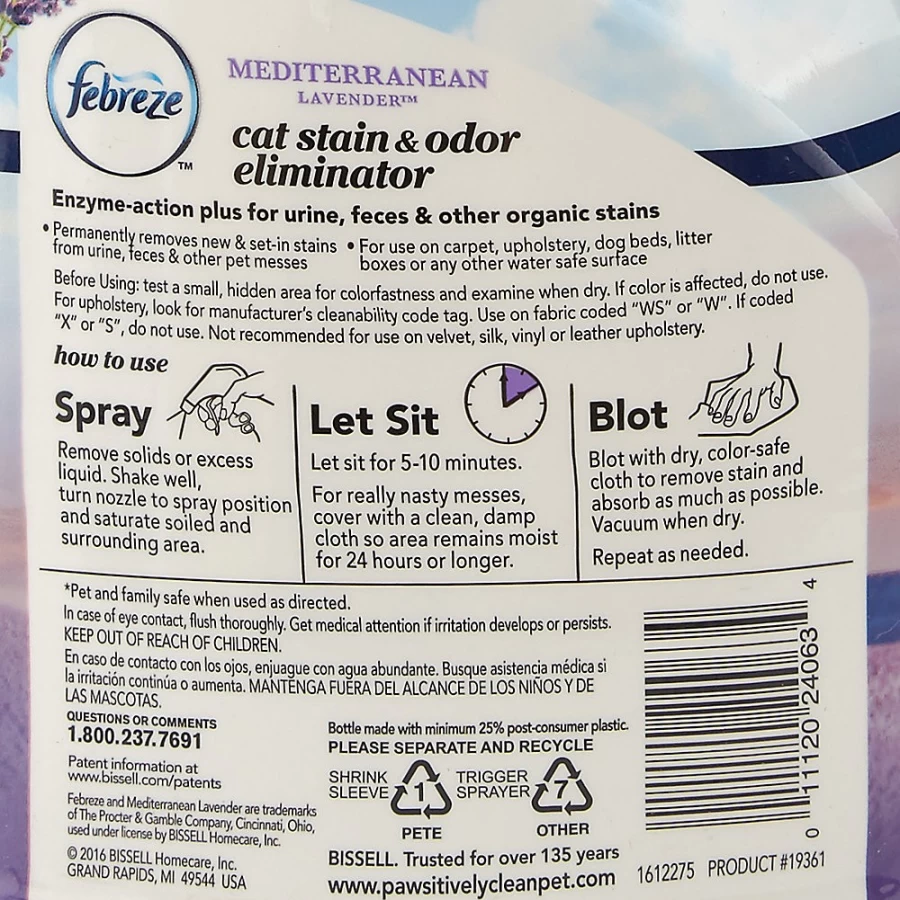 febreze™
MEDITERRANEAN
LAVENDER™
cat stain & odor
eliminator
Enzyme-action plus for urine, feces & other organic stains
• Permanently removes new & set-in stains
from urine, feces & other pet messes
• For use on carpet, upholstery, dog beds, litter
boxes or any other water safe surface
Before Using: test a small, hidden area for colorfastness and examine when dry. If color is affected, do not use.
For upholstery, look for manufacturer's cleanability code tag. Use on fabric coded "WS" or "W". If coded
"X" or "S", do not use. Not recommended for use on velvet, silk, vinyl or leather upholstery.
how to use
Spray
Remove solids or excess
liquid. Shake well,
turn nozzle to spray position
and saturate soiled and
surrounding area.
Let Sit
Let sit for 5-10 minutes.
For really nasty messes,
cover with a clean, damp
cloth so area remains moist
for 24 hours or longer.
Blot
Blot with dry, color-safe
cloth to remove stain and
absorb as much as possible.
Vacuum when dry.
Repeat as needed.
*Pet and family safe when used as directed.
In case of eye contact, flush thoroughly. Get medical attention if irritation develops or persists.
KEEP OUT OF REACH OF CHILDREN.
En caso de contacto con los ojos, enjuague con agua abundante. Busque asistencia médica si
la irritación continúa o aumenta. MANTENGA FUERA DEL ALCANCE DE LOS NIÑOS Y DE
LAS MASCOTAS.
QUESTIONS OR COMMENTS
1.800.237.7691
Patent information at
www.bissell.com/patents
Febreze and Mediterranean Lavender are trademarks
of The Procter & Gamble Company, Cincinnati, Ohio,
used under license by BISSELL Homecare, Inc.
© 2016 BISSELL Homecare, Inc.
GRAND RAPIDS, MI 49544 USA
Bottle made with minimum 25% post-consumer plastic.
PLEASE SEPARATE AND RECYCLE
SHRINK
SLEEVE
1
PETE
TRIGGER
SPRAYER
7
OTHER
BISSELL. Trusted for over 135 years
www.pawsitivelycleanpet.com
0 11120 24063 4
1612275 PRODUCT #19361